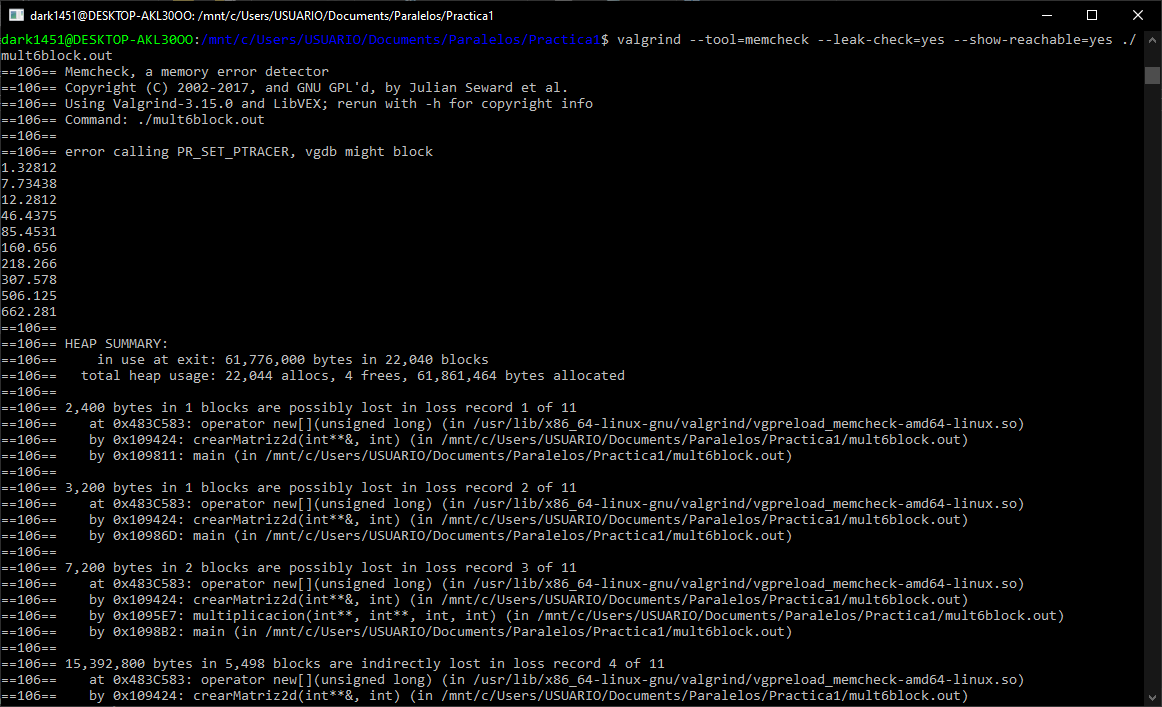 dark1451@DESKTOP-AKL30OO: /mnt/c/Users/USUARIO/Documents/Paralelos/Practica1
dark1451@DESKTOP-AKL30OO:/mnt/c/Users/USUARIO/Documents/Paralelos/Practica1$ valgrind --tool=memcheck --leak-check=yes --show-reachable=yes ./
mult6block.out
==106== Memcheck, a memory error detector
==106== Copyright (C) 2002-2017, and GNU GPL'd, by Julian Seward et al.
==106== Using Valgrind-3.15.0 and LibVEX; rerun with -h for copyright info
==106== Command: ./mult6block.out
==106==
==106== error calling PR_SET_PTRACER, vgdb might block
1.32812
7.73438
12.2812
46.4375
85.4531
160.656
218.266
307.578
506.125
662.281
==106==
==106== HEAP SUMMARY:
==106==     in use at exit: 61,776,000 bytes in 22,040 blocks
==106==   total heap usage: 22,044 allocs, 4 frees, 61,861,464 bytes allocated
==106==
==106== 2,400 bytes in 1 blocks are possibly lost in loss record 1 of 11
==106==    at 0x483C583: operator new[](unsigned long) (in /usr/lib/x86_64-linux-gnu/valgrind/vgpreload_memcheck-amd64-linux.so)
==106==    by 0x109424: crearMatriz2d(int**&, int) (in /mnt/c/Users/USUARIO/Documents/Paralelos/Practica1/mult6block.out)
==106==    by 0x109811: main (in /mnt/c/Users/USUARIO/Documents/Paralelos/Practica1/mult6block.out)
==106==
==106== 3,200 bytes in 1 blocks are possibly lost in loss record 2 of 11
==106==    at 0x483C583: operator new[](unsigned long) (in /usr/lib/x86_64-linux-gnu/valgrind/vgpreload_memcheck-amd64-linux.so)
==106==    by 0x109424: crearMatriz2d(int**&, int) (in /mnt/c/Users/USUARIO/Documents/Paralelos/Practica1/mult6block.out)
==106==    by 0x10986D: main (in /mnt/c/Users/USUARIO/Documents/Paralelos/Practica1/mult6block.out)
==106==
==106== 7,200 bytes in 2 blocks are possibly lost in loss record 3 of 11
==106==    at 0x483C583: operator new[](unsigned long) (in /usr/lib/x86_64-linux-gnu/valgrind/vgpreload_memcheck-amd64-linux.so)
==106==    by 0x109424: crearMatriz2d(int**&, int) (in /mnt/c/Users/USUARIO/Documents/Paralelos/Practica1/mult6block.out)
==106==    by 0x1095E7: multiplicacion(int**, int**, int, int) (in /mnt/c/Users/USUARIO/Documents/Paralelos/Practica1/mult6block.out)
==106==    by 0x1098B2: main (in /mnt/c/Users/USUARIO/Documents/Paralelos/Practica1/mult6block.out)
==106==
==106== 15,392,800 bytes in 5,498 blocks are indirectly lost in loss record 4 of 11
==106==    at 0x483C583: operator new[](unsigned long) (in /usr/lib/x86_64-linux-gnu/valgrind/vgpreload_memcheck-amd64-linux.so)
==106==    by 0x109424: crearMatriz2d(int**&, int) (in /mnt/c/Users/USUARIO/Documents/Paralelos/Practica1/mult6block.out)